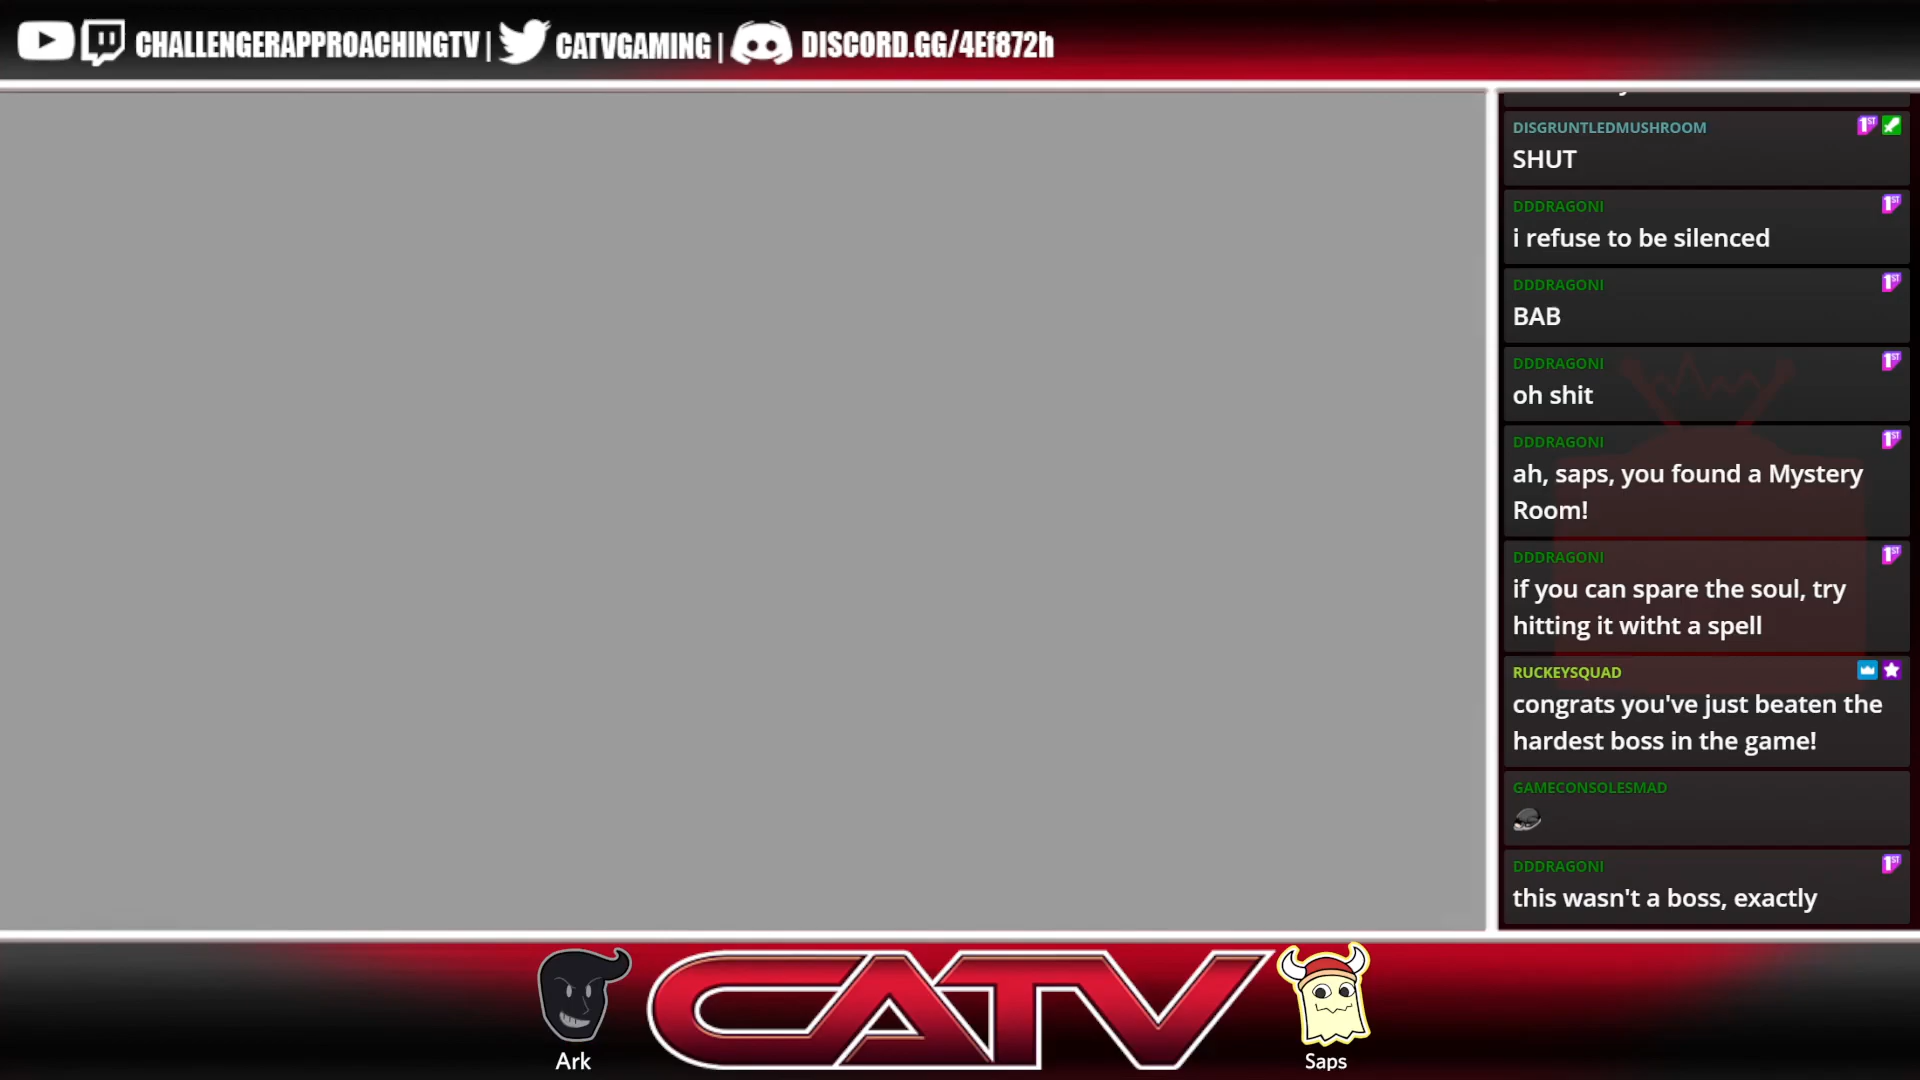 CHALLENGERAPPROACHINGTV | CATVGAMING | DISCORD.GG/4Ef872h
DISGRUNTLEDMUSHROOM
SHUT
DDDRAGONI
i refuse to be silenced
DDDRAGONI
BAB
DDDRAGONI
oh shit
DDDRAGONI
ah, saps, you found a Mystery
Room!
DDDRAGONI
if you can spare the soul, try
hitting it witht a spell
RUCKEYSQUAD
congrats you've just beaten the
hardest boss in the game!
GAMECONSOLESMAD
DDDRAGONI
this wasn't a boss, exactly
CATV
Ark
Saps